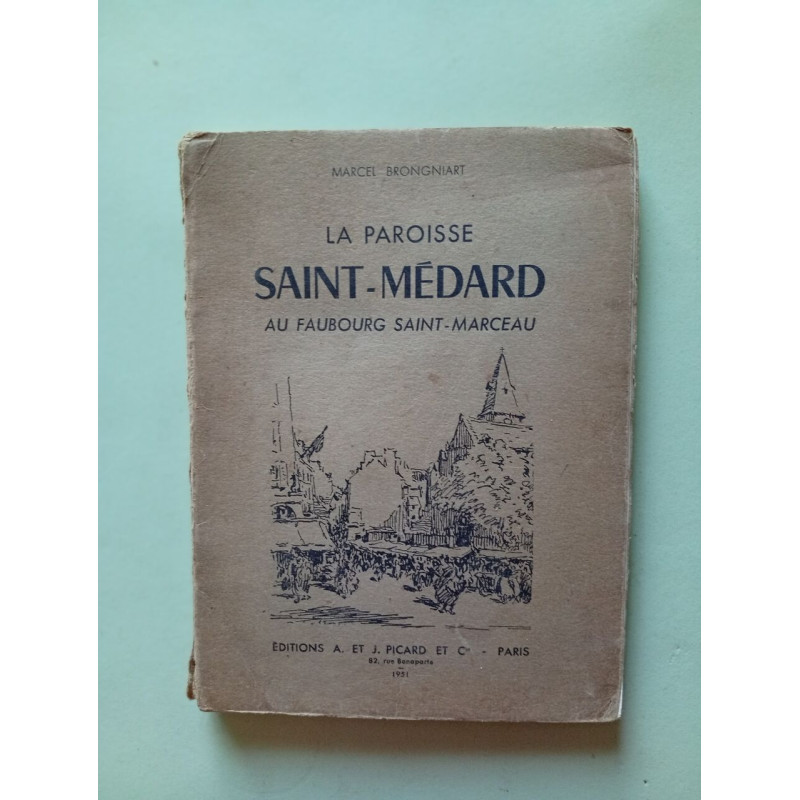 MARCEL BRONGNIART
LA PAROISSE
SAINT-MÉDARD
AU FAUBOURG SAINT-MARCEAU
ÉDITIONS A. ET J. PICARD ET Cie - PARIS
82, rue Bonaparte
1951